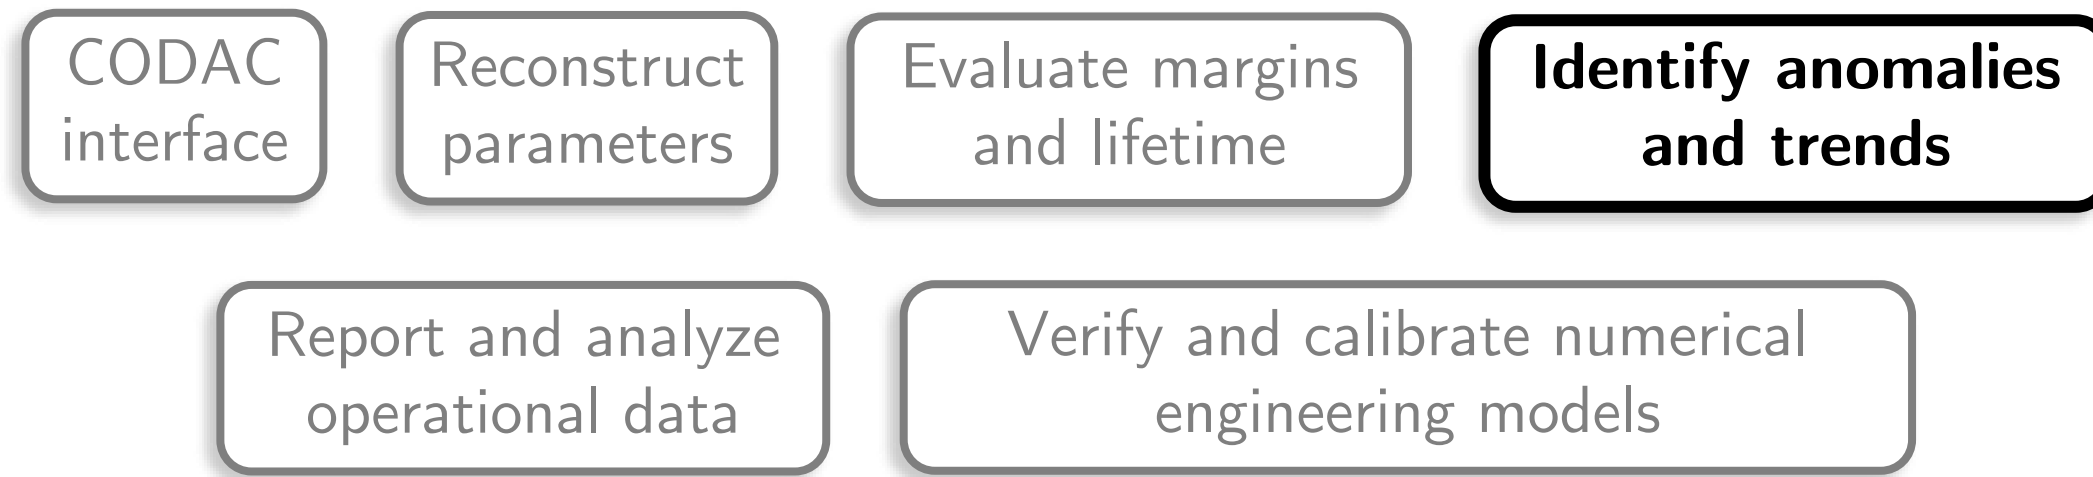 CODAC
interface
Reconstruct
parameters
Evaluate margins
and lifetime
Identify anomalies
and trends
Report and analyze
operational data
Verify and calibrate numerical
engineering models